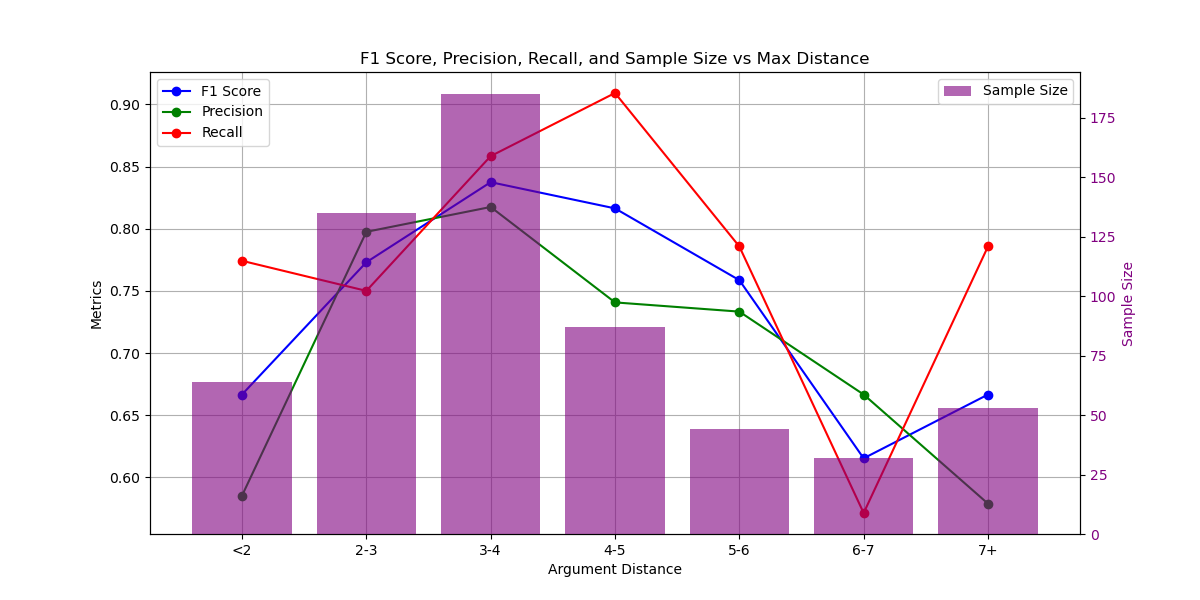 F1 Score, Precision, Recall, and Sample Size vs Max Distance
F1 Score
Precision
Recall
Sample Size
0.90
0.85
0.80
0.75
0.70
0.65
0.60
Metrics
175
150
125
100
75
50
25
0
Sample Size
<2
2-3
3-4
4-5
5-6
6-7
7+
Argument Distance